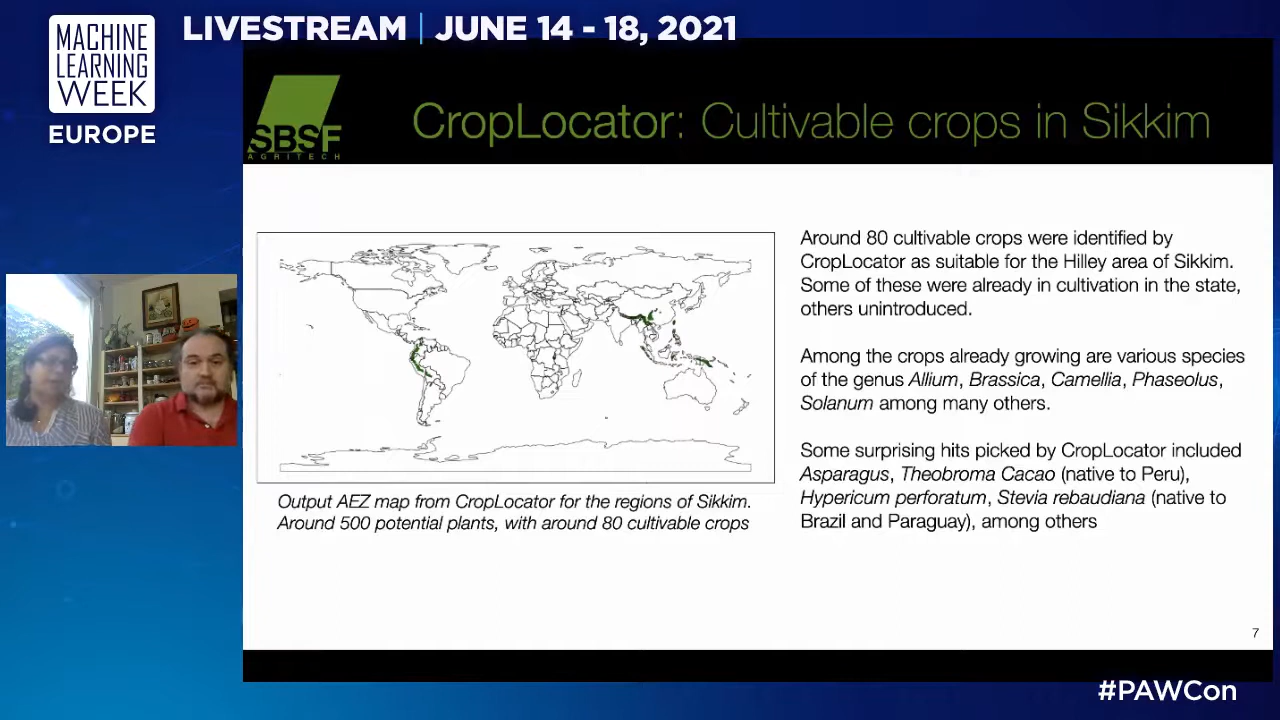 LIVESTREAM | JUNE 14 - 18, 2021
MACHINE
LEARNING
WEEK
EUROPE
SBSF
AGRITECH
CropLocator: Cultivable crops in Sikkim
Around 80 cultivable crops were identified by
CropLocator as suitable for the Hilley area of Sikkim.
Some of these were already in cultivation in the state,
others unintroduced.
Among the crops already growing are various species
of the genus Allium, Brassica, Camellia, Phaseolus,
Solanum among many others.
Some surprising hits picked by CropLocator included
Asparagus, Theobroma Cacao (native to Peru),
Hypericum perforatum, Stevia rebaudiana (native to
Brazil and Paraguay), among others
Output AEZ map from CropLocator for the regions of Sikkim.
Around 500 potential plants, with around 80 cultivable crops
7
#PAWCon